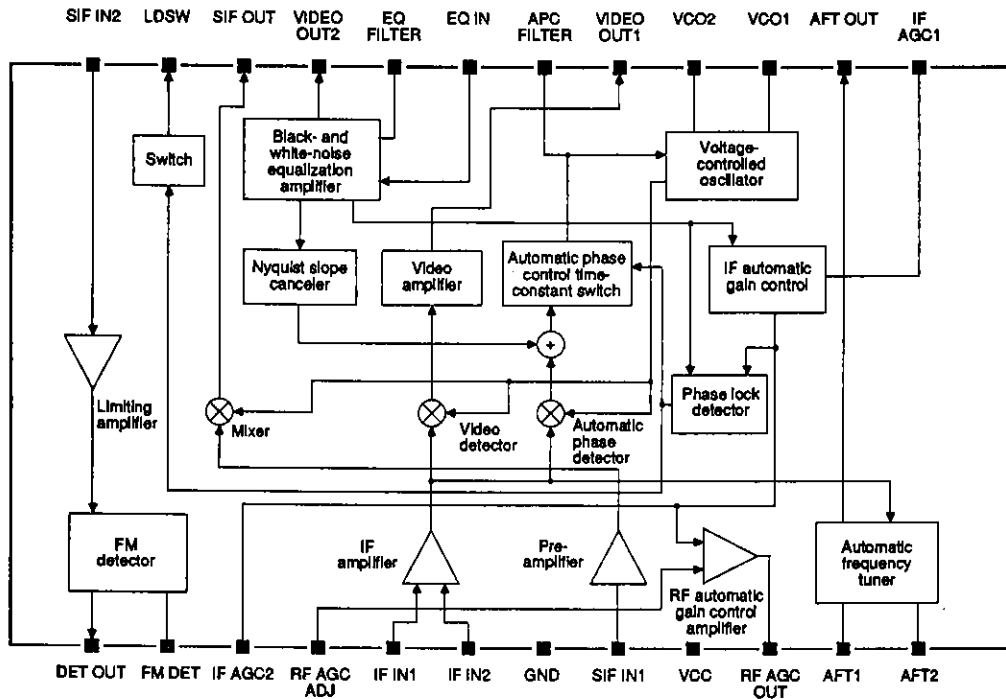 SIF IN2
LDSW
SIF OUT
VIDEO
OUT2
EQ
FILTER
EQ IN
APC
FILTER
VIDEO
OUT1
VCO2
VCO1
AFT OUT
IF
AGC1
Switch
Black- and
white-noise
equalization
amplifier
Voltage-
controlled
oscillator
Nyquist slope
canceler
Video
amplifier
Automatic phase
control time-
constant switch
IF automatic
gain control
+
Limiting
amplifier
Mixer
Video
detector
Automatic
phase
detector
Phase lock
detector
FM
detector
IF
amplifier
Pre-
amplifier
RF automatic
gain control
amplifier
Automatic
frequency
tuner
DET OUT
FM DET
IF AGC2
RF AGC
ADJ
IF IN1
IF IN2
GND
SIF IN1
VCC
RF AGC
OUT
AFT1
AFT2